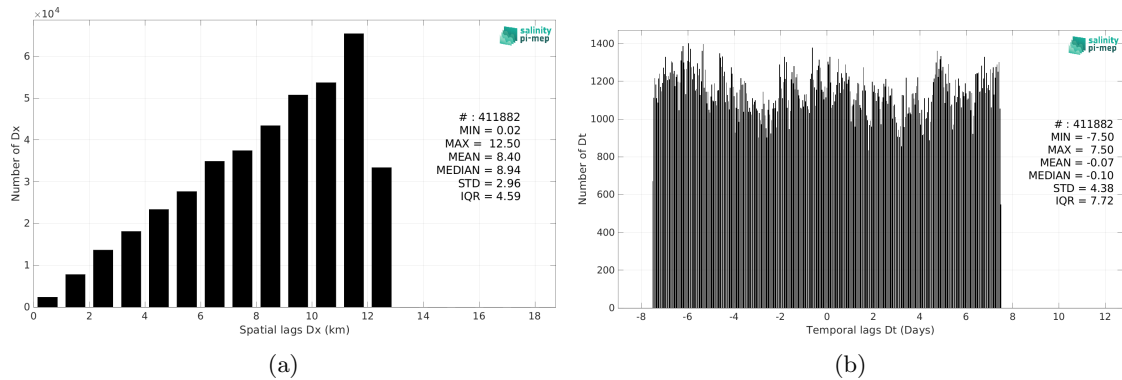 ×10⁴
salinity
pi-mep
6
5
4
3
2
1
0
Number of Dx
# : 411882
MIN = 0.02
MAX = 12.50
MEAN = 8.40
MEDIAN = 8.94
STD = 2.96
IQR = 4.59
0 2 4 6 8 10 12 14 16 18
Spatial lags Dx (km)
(a)
salinity
pi-mep
1400
1200
1000
800
600
400
200
0
Number of Dt
# : 411882
MIN = -7.50
MAX = 7.50
MEAN = -0.07
MEDIAN = -0.10
STD = 4.38
IQR = 7.72
-8 -6 -4 -2 0 2 4 6 8 10 12
Temporal lags Dt (Days)
(b)